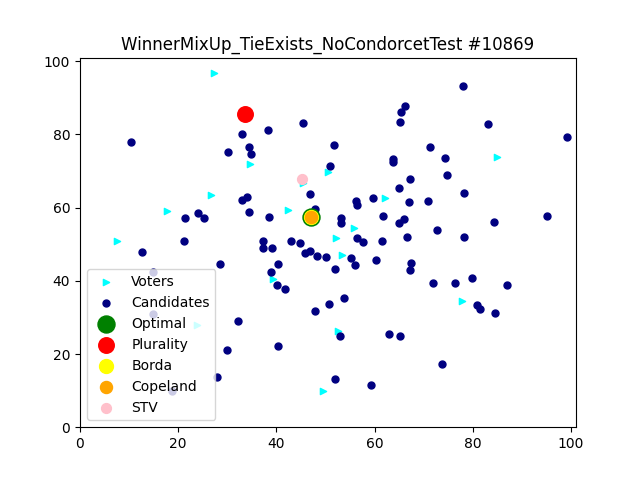 WinnerMixUp_TieExists_NoCondorcetTest #10869
100
80
60
40
20
0
Voters
Candidates
Optimal
Plurality
Borda
Copeland
STV
0 20 40 60 80 100